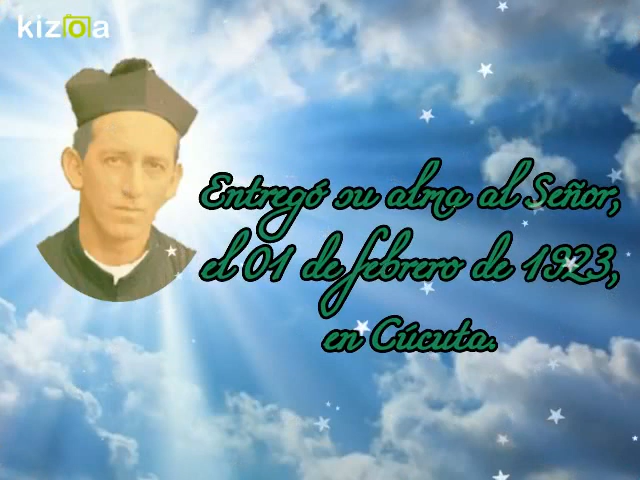 kizoa
Entregó su alma al Señor,
el 01 de febrero de 1923,
en Cúcuta.